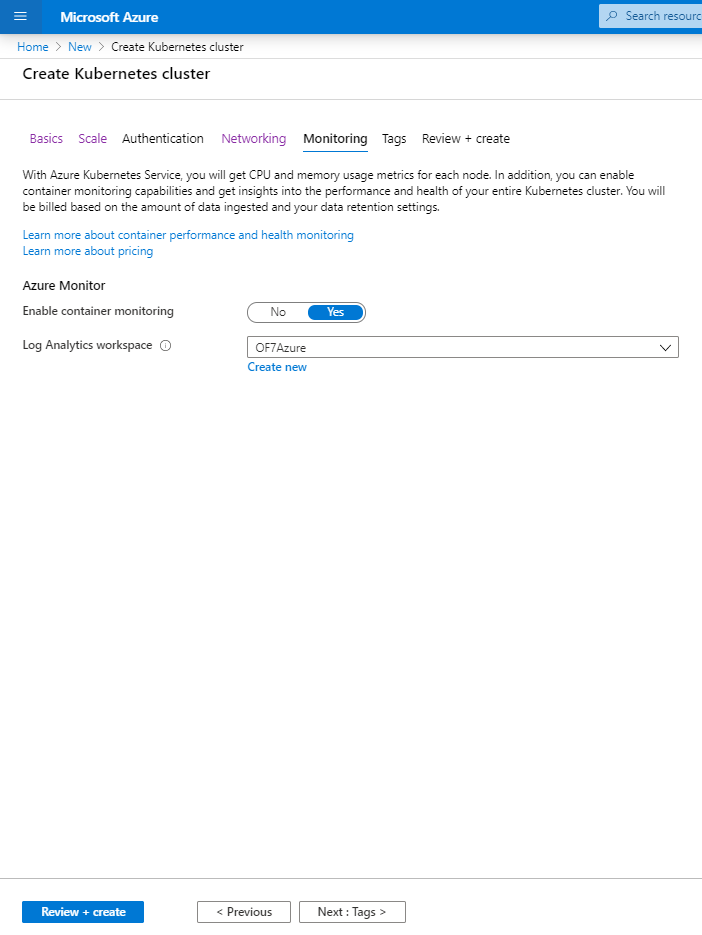 Microsoft Azure
Search resourc
Home > New > Create Kubernetes cluster
Create Kubernetes cluster
Basics Scale Authentication Networking Monitoring Tags Review + create
With Azure Kubernetes Service, you will get CPU and memory usage metrics for each node. In addition, you can enable
container monitoring capabilities and get insights into the performance and health of your entire Kubernetes cluster. You will
be billed based on the amount of data ingested and your data retention settings.
Learn more about container performance and health monitoring
Learn more about pricing
Azure Monitor
Enable container monitoring No Yes
Log Analytics workspace OF7Azure
Create new
Review + create < Previous Next : Tags >